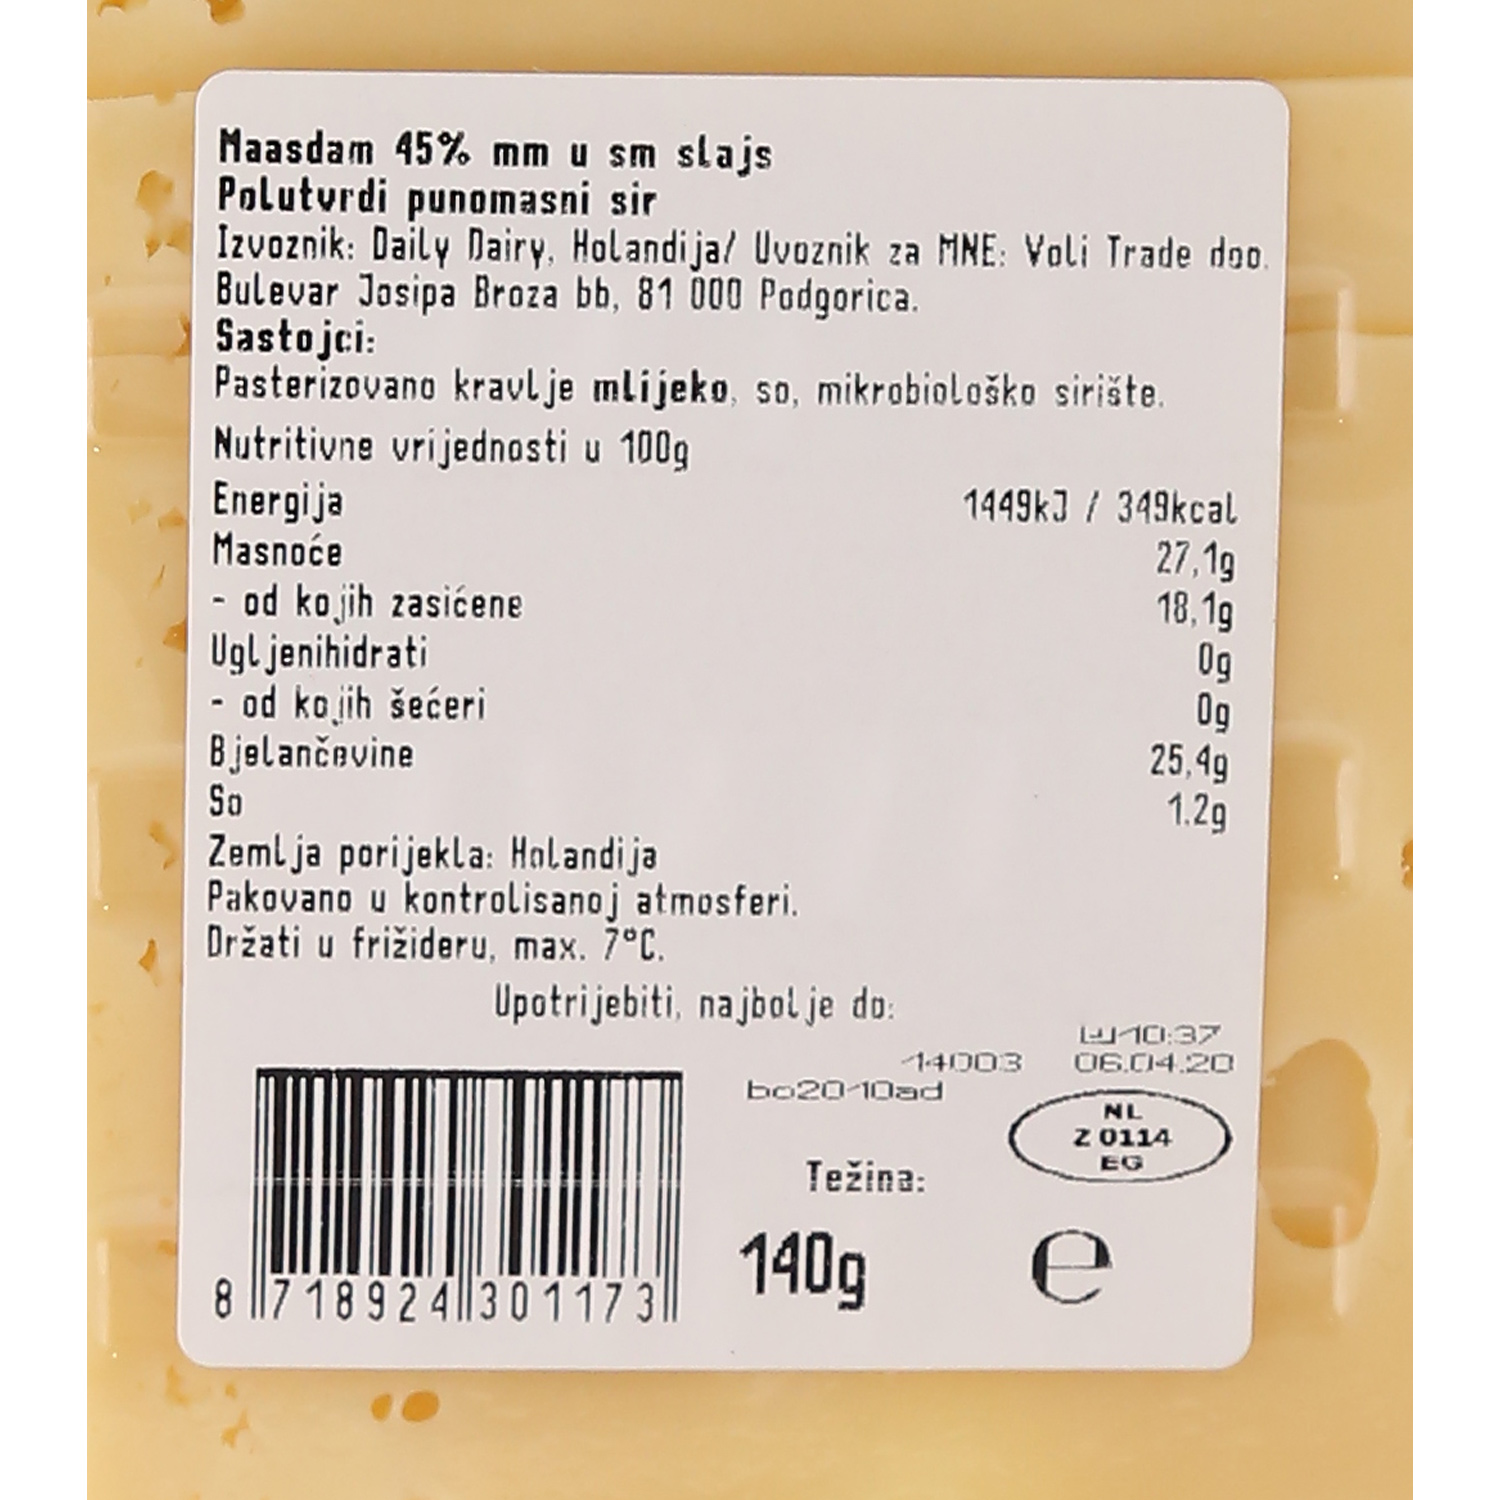 Maasdam 45% mm u sm slajs
Polutvrdi punomasni sir
Izvoznik: Daily Dairy, Holandija/ Uvoznik za MNE: Voli Trade doo.
Bulevar Josipa Broza bb, 81 000 Podgorica.
Sastojci:
Pasterizovano kravlje mlijeko, so, mikrobiološko sirište.
Nutritivne vrijednosti u 100g
Energija 1449kJ / 349kcal
Masnoće 27,1g
- od kojih zasićene 18,1g
Ugljenihidrati 0g
- od kojih šećeri 0g
Bjelančevine 25,4g
So 1.2g
Zemlja porijekla: Holandija
Pakovano u kontrolisanoj atmosferi.
Držati u frižideru, max. 7°C.
Upotrijebiti, najbolje do:
10:37
14003 06.04.20
bo2010ad
NL
Z 0114
EG
Težina:
140g e
8 718924 301173